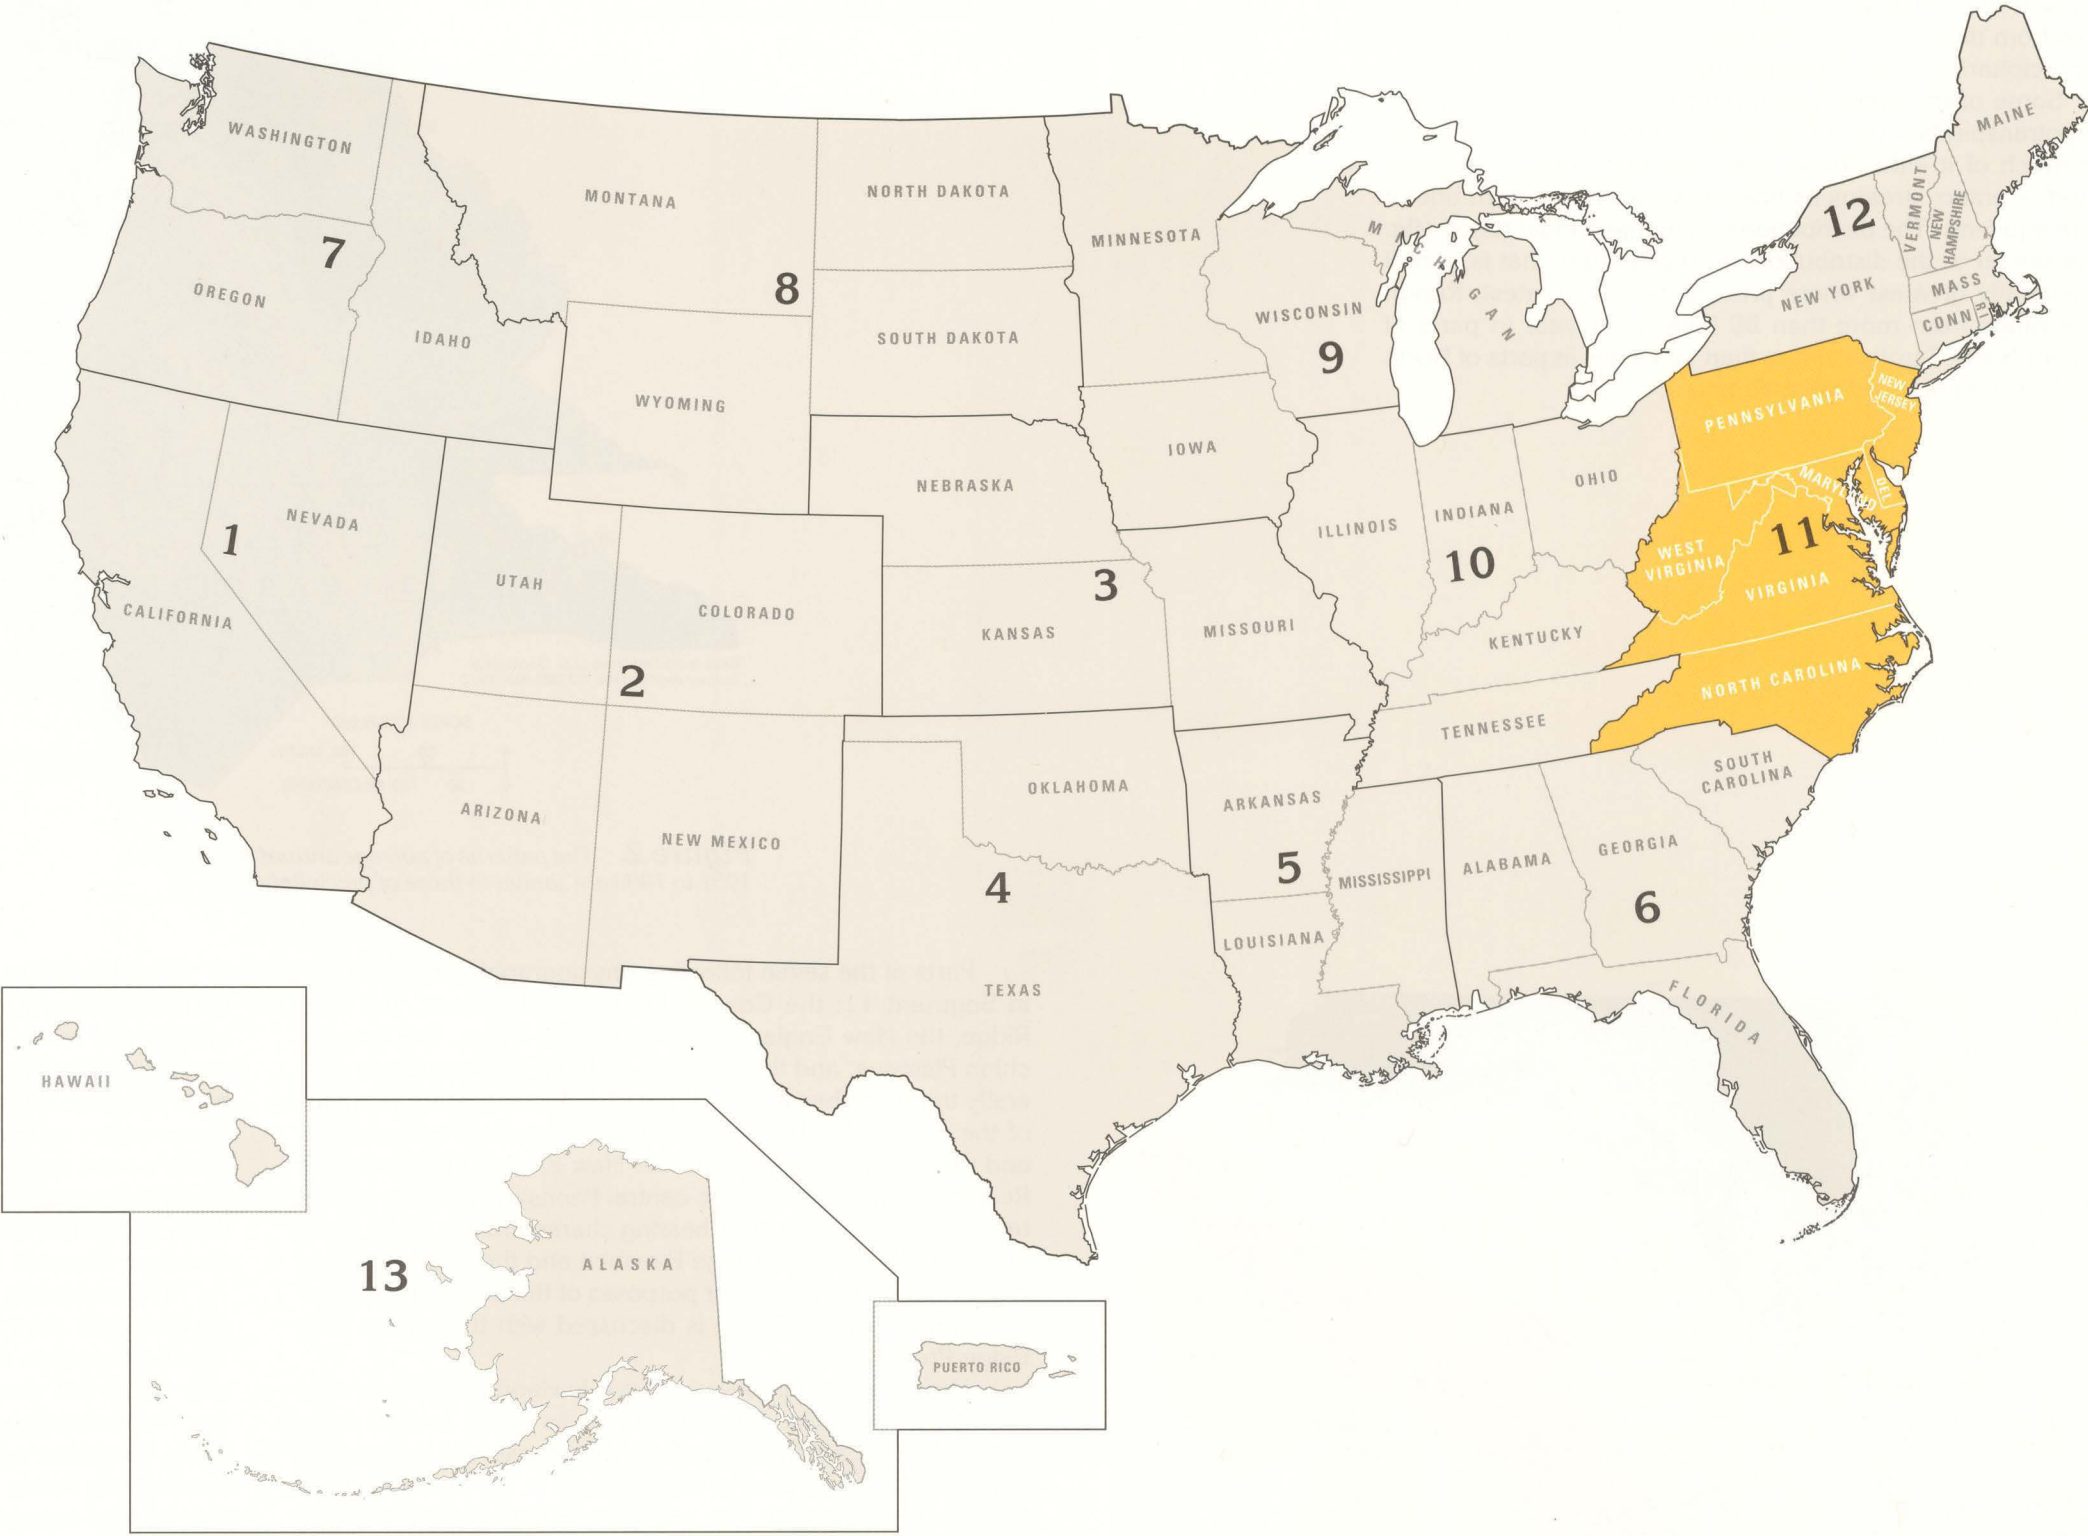 WASHINGTON
MONTANA
NORTH DAKOTA
MINNESOTA
MICHIGAN
MAINE
VERMONT
NEW
HAMPSHIRE
12
NEW YORK
MASS
CONN
RI
7
OREGON
IDAHO
8
SOUTH DAKOTA
WISCONSIN
9
WYOMING
IOWA
PENNSYLVANIA
NEW
JERSEY
NEBRASKA
ILLINOIS
INDIANA
OHIO
10
MARYLAND
DEL
11
WEST
VIRGINIA
VIRGINIA
1
NEVADA
CALIFORNIA
UTAH
COLORADO
2
3
KANSAS
MISSOURI
KENTUCKY
NORTH CAROLINA
TENNESSEE
ARIZONA
NEW MEXICO
OKLAHOMA
ARKANSAS
SOUTH
CAROLINA
4
5
MISSISSIPPI
ALABAMA
GEORGIA
6
LOUISIANA
TEXAS
FLORIDA
HAWAII
13
ALASKA
PUERTO RICO